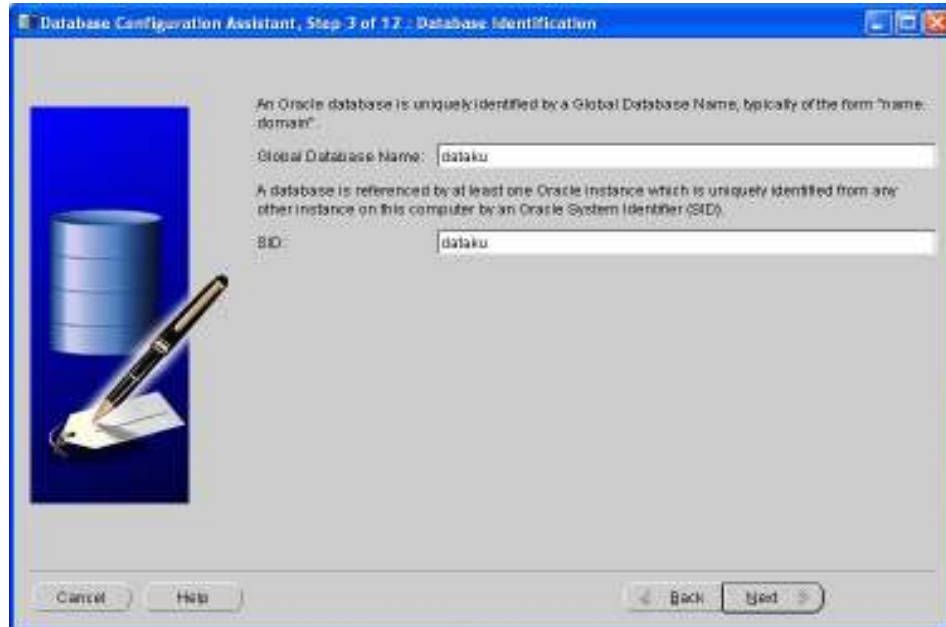 Database Configuration Assistant, Step 3 of 12 : Database Identification
An Oracle database is uniquely identified by a Global Database Name, typically of the form "name.
domain".
Global Database Name: dataku
A database is referenced by at least one Oracle instance which is uniquely identified from any
other instance on this computer by an Oracle System Identifier (SID).
SID: dataku
Cancel Help Back Next